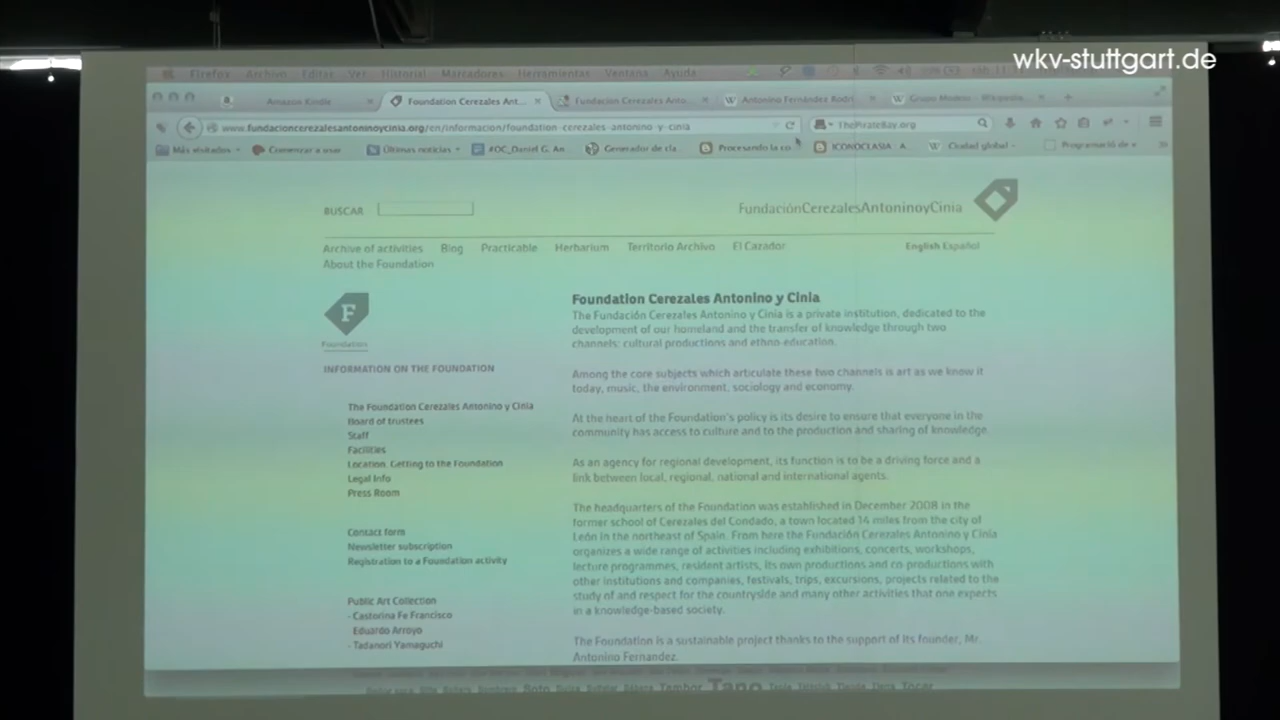 wkv-stuttgart.de
Firefox Archivo Editar Ver Historial Marcadores Herramientas Ventana Ayuda
Amazon Kindle
Foundation Cerezales Ant...
Fundación Cerezales Anto...
Antonino Fernández Rodrí
Grupo Modelo - Wikipedia,
www.fundacioncerezalesantoninoycinia.org/en/informacion/foundation-cerezales-antonino-y-cinia
ThePirateBay.org
Más visitados
Comenzar a usar
Últimas noticias
#OC_Daniel G. An
Generador de cla
Procesando la co
ICONOCLASIA : A
Ciudad global
Programació de
BUSCAR
FundaciónCerezalesAntoninoyCinia
Archive of activities Blog Practicable Herbarium Territorio Archivo El Cazador
English Español
About the Foundation
F
Foundation
INFORMATION ON THE FOUNDATION
The Foundation Cerezales Antonino y Cinia
Board of trustees
Staff
Facilities
Location. Getting to the Foundation
Legal Info
Press Room
Contact form
Newsletter subscription
Registration to a Foundation activity
Public Art Collection
- Castorina Fe Francisco
Eduardo Arroyo
- Tadanori Yamaguchi
Foundation Cerezales Antonino y Cinia
The Fundación Cerezales Antonino y Cinia is a private institution, dedicated to the
development of our homeland and the transfer of knowledge through two
channels: cultural productions and ethno-education.
Among the core subjects which articulate these two channels is art as we know it
today, music, the environment, sociology and economy.
At the heart of the Foundation's policy is its desire to ensure that everyone in the
community has access to culture and to the production and sharing of knowledge.
As an agency for regional development, its function is to be a driving force and a
link between local, regional, national and international agents.
The headquarters of the Foundation was established in December 2008 in the
former school of Cerezales del Condado, a town located 14 miles from the city of
León in the northeast of Spain. From here the Fundación Cerezales Antonino y Cinia
organizes a wide range of activities including exhibitions, concerts, workshops,
lecture programmes, resident artists, its own productions and co-productions with
other institutions and companies, festivals, trips, excursions, projects related to the
study of and respect for the countryside and many other activities that one expects
in a knowledge-based society.
The Foundation is a sustainable project thanks to the support of its founder, Mr.
Antonino Fernandez.
Tambor Tango Tocar